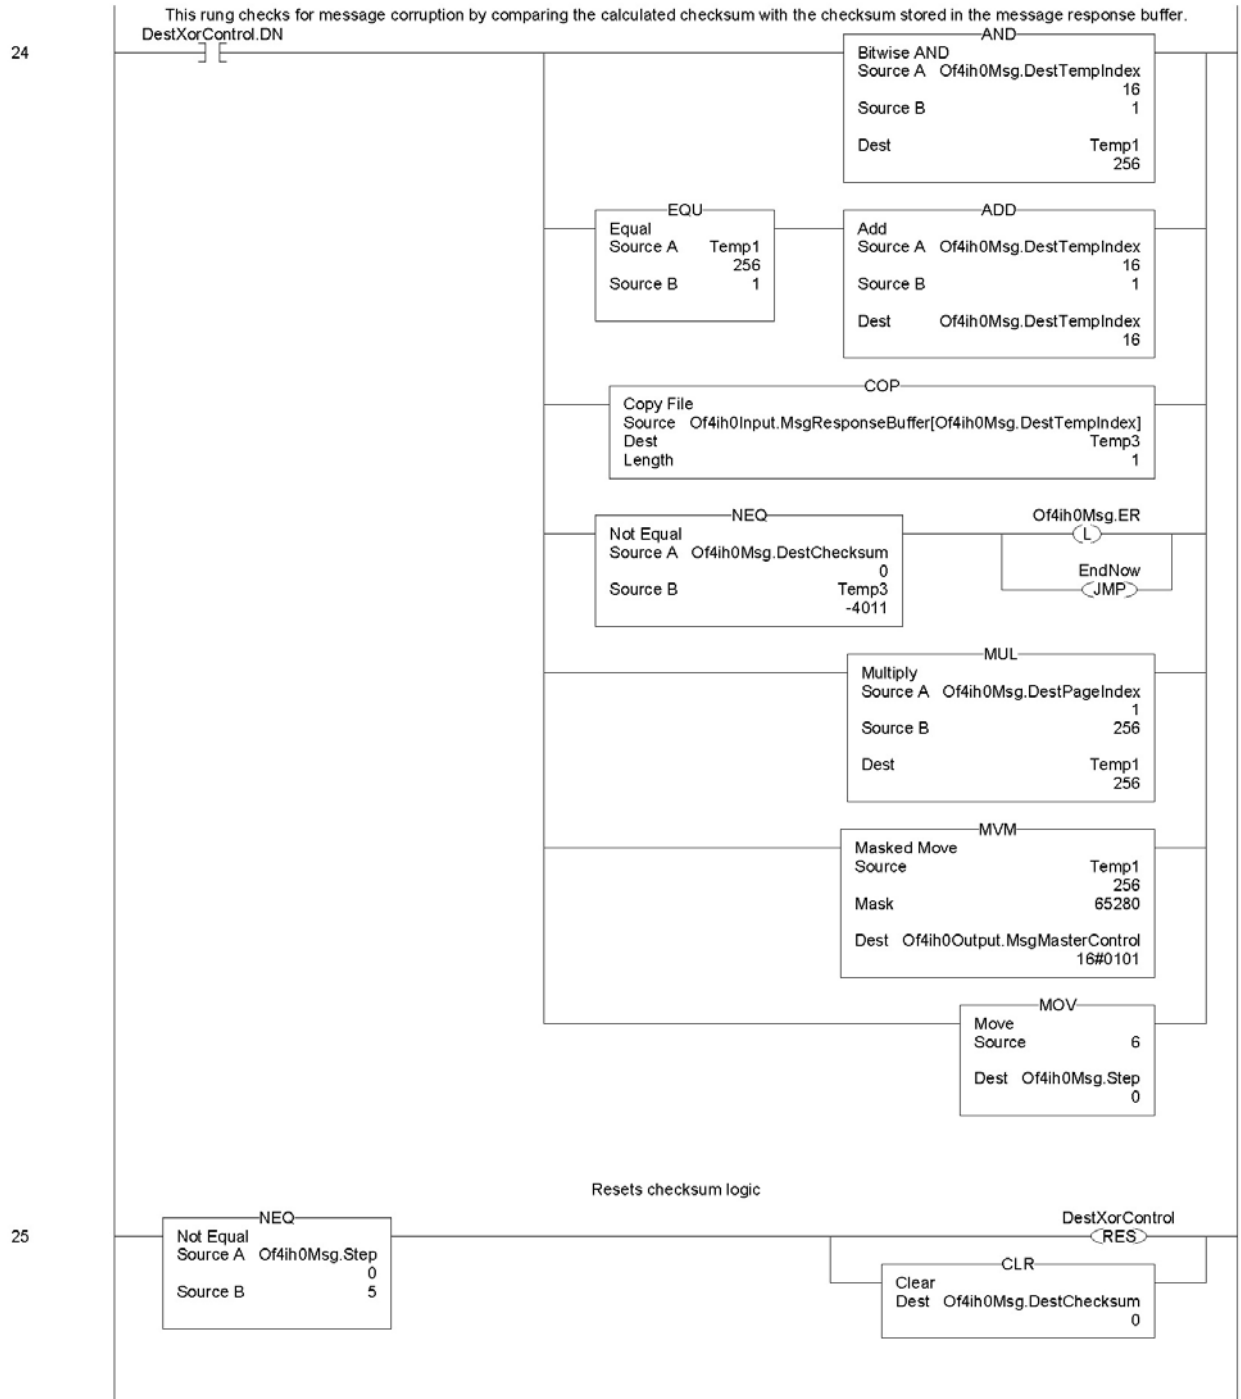 This rung checks for message corruption by comparing the calculated checksum with the checksum stored in the message response buffer.
DestXorControl.DN
24
AND
Bitwise AND
Source A Of4ih0Msg.DestTempIndex
16
Source B 1
Dest Temp1
256
EQU
Equal
Source A Temp1
256
Source B 1
ADD
Add
Source A Of4ih0Msg.DestTempIndex
16
Source B 1
Dest Of4ih0Msg.DestTempIndex
16
COP
Copy File
Source Of4ih0Input.MsgResponseBuffer[Of4ih0Msg.DestTempIndex]
Dest Temp3
Length 1
NEQ
Not Equal
Source A Of4ih0Msg.DestChecksum
0
Source B Temp3
-4011
Of4ih0Msg.ER
L
EndNow
JMP
MUL
Multiply
Source A Of4ih0Msg.DestPageIndex
1
Source B 256
Dest Temp1
256
MVM
Masked Move
Source Temp1
256
Mask 65280
Dest Of4ih0Output.MsgMasterControl
16#0101
MOV
Move
Source 6
Dest Of4ih0Msg.Step
0
Resets checksum logic
25
NEQ
Not Equal
Source A Of4ih0Msg.Step
0
Source B 5
DestXorControl
RES
CLR
Clear
Dest Of4ih0Msg.DestChecksum
0